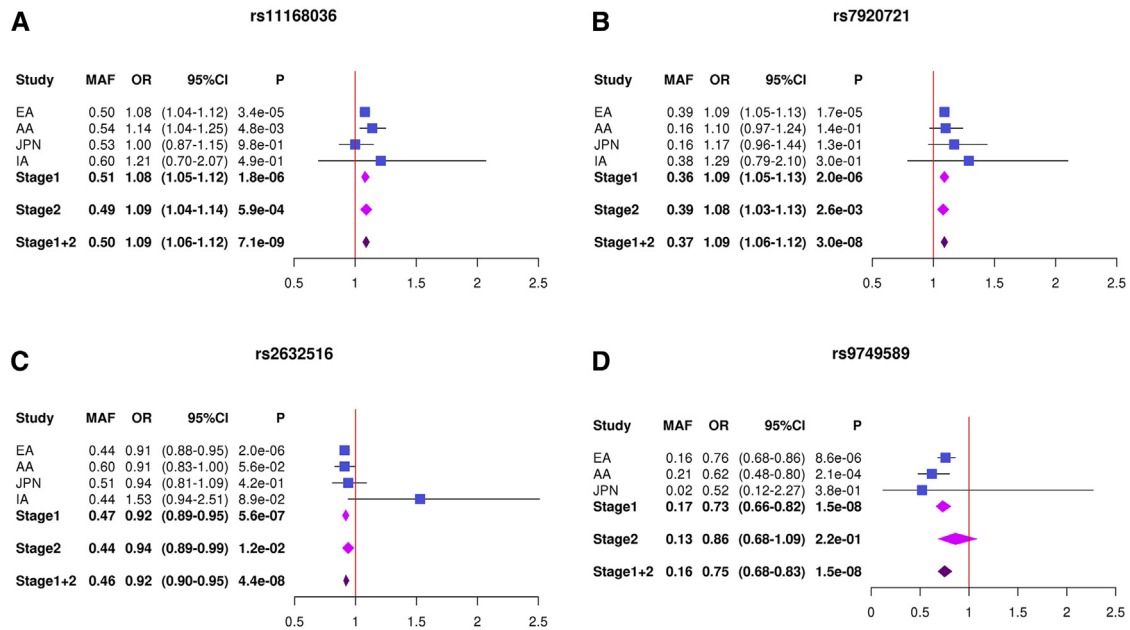 A
rs11168036
Study MAF OR 95%CI P
EA 0.50 1.08 (1.04-1.12) 3.4e-05
AA 0.54 1.14 (1.04-1.25) 4.8e-03
JPN 0.53 1.00 (0.87-1.15) 9.8e-01
IA 0.60 1.21 (0.70-2.07) 4.9e-01
Stage1 0.51 1.08 (1.05-1.12) 1.8e-06
Stage2 0.49 1.09 (1.04-1.14) 5.9e-04
Stage1+2 0.50 1.09 (1.06-1.12) 7.1e-09
0.5 1 1.5 2 2.5
B
rs7920721
Study MAF OR 95%CI P
EA 0.39 1.09 (1.05-1.13) 1.7e-05
AA 0.16 1.10 (0.97-1.24) 1.4e-01
JPN 0.16 1.17 (0.96-1.44) 1.3e-01
IA 0.38 1.29 (0.79-2.10) 3.0e-01
Stage1 0.36 1.09 (1.05-1.13) 2.0e-06
Stage2 0.39 1.08 (1.03-1.13) 2.6e-03
Stage1+2 0.37 1.09 (1.06-1.12) 3.0e-08
0.5 1 1.5 2 2.5
C
rs2632516
Study MAF OR 95%CI P
EA 0.44 0.91 (0.88-0.95) 2.0e-06
AA 0.60 0.91 (0.83-1.00) 5.6e-02
JPN 0.51 0.94 (0.81-1.09) 4.2e-01
IA 0.44 1.53 (0.94-2.51) 8.9e-02
Stage1 0.47 0.92 (0.89-0.95) 5.6e-07
Stage2 0.44 0.94 (0.89-0.99) 1.2e-02
Stage1+2 0.46 0.92 (0.90-0.95) 4.4e-08
0.5 1 1.5 2 2.5
D
rs9749589
Study MAF OR 95%CI P
EA 0.16 0.76 (0.68-0.86) 8.6e-06
AA 0.21 0.62 (0.48-0.80) 2.1e-04
JPN 0.02 0.52 (0.12-2.27) 3.8e-01
Stage1 0.17 0.73 (0.66-0.82) 1.5e-08
Stage2 0.13 0.86 (0.68-1.09) 2.2e-01
Stage1+2 0.16 0.75 (0.68-0.83) 1.5e-08
0 0.5 1 1.5 2 2.5